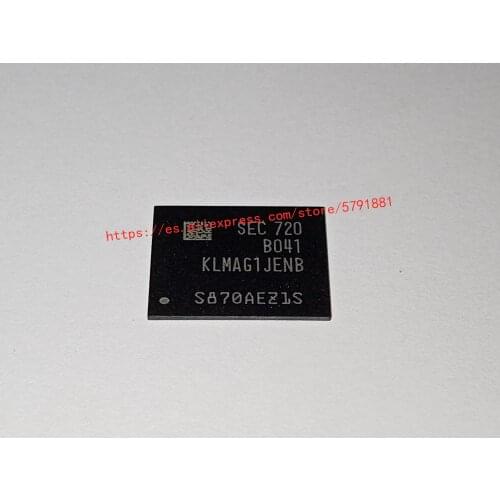 SEC 720
B041
KLMAG1JENB
S870AEZ1S
https://es.aliexpress.com/store/5791881